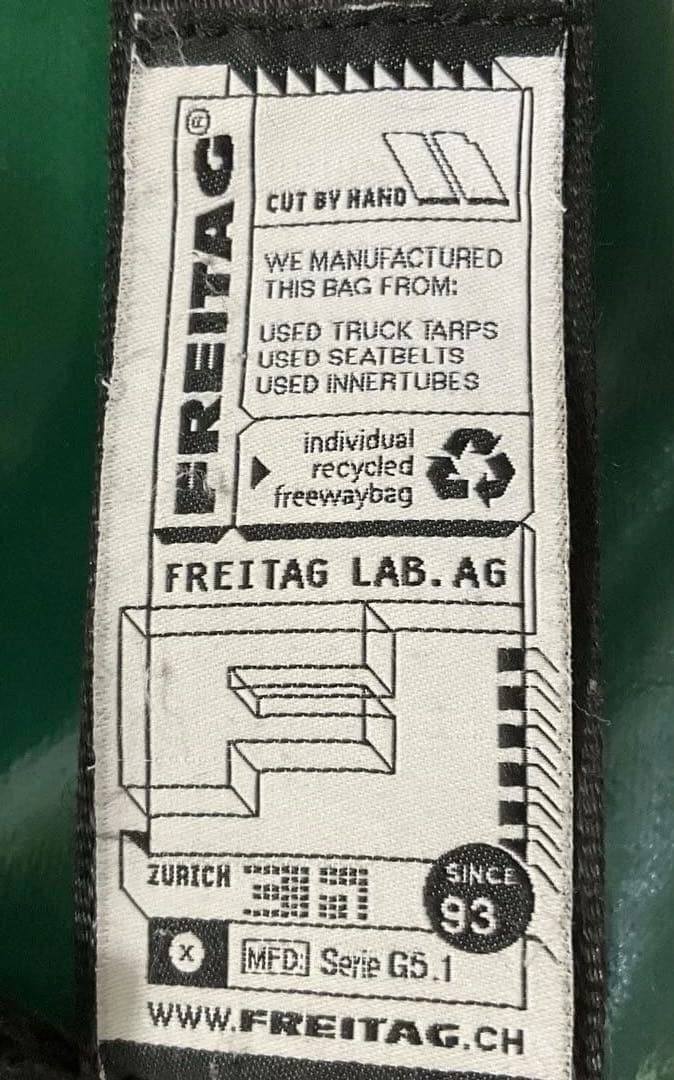 FREITAG®
CUT BY HAND
WE MANUFACTURED
THIS BAG FROM:
USED TRUCK TARPS
USED SEATBELTS
USED INNERTUBES
individual
recycled
freewaybag
FREITAG LAB. AG
ZURICH
SINCE
93
X
MFD: Serie G5.1
WWW.FREITAG.CH